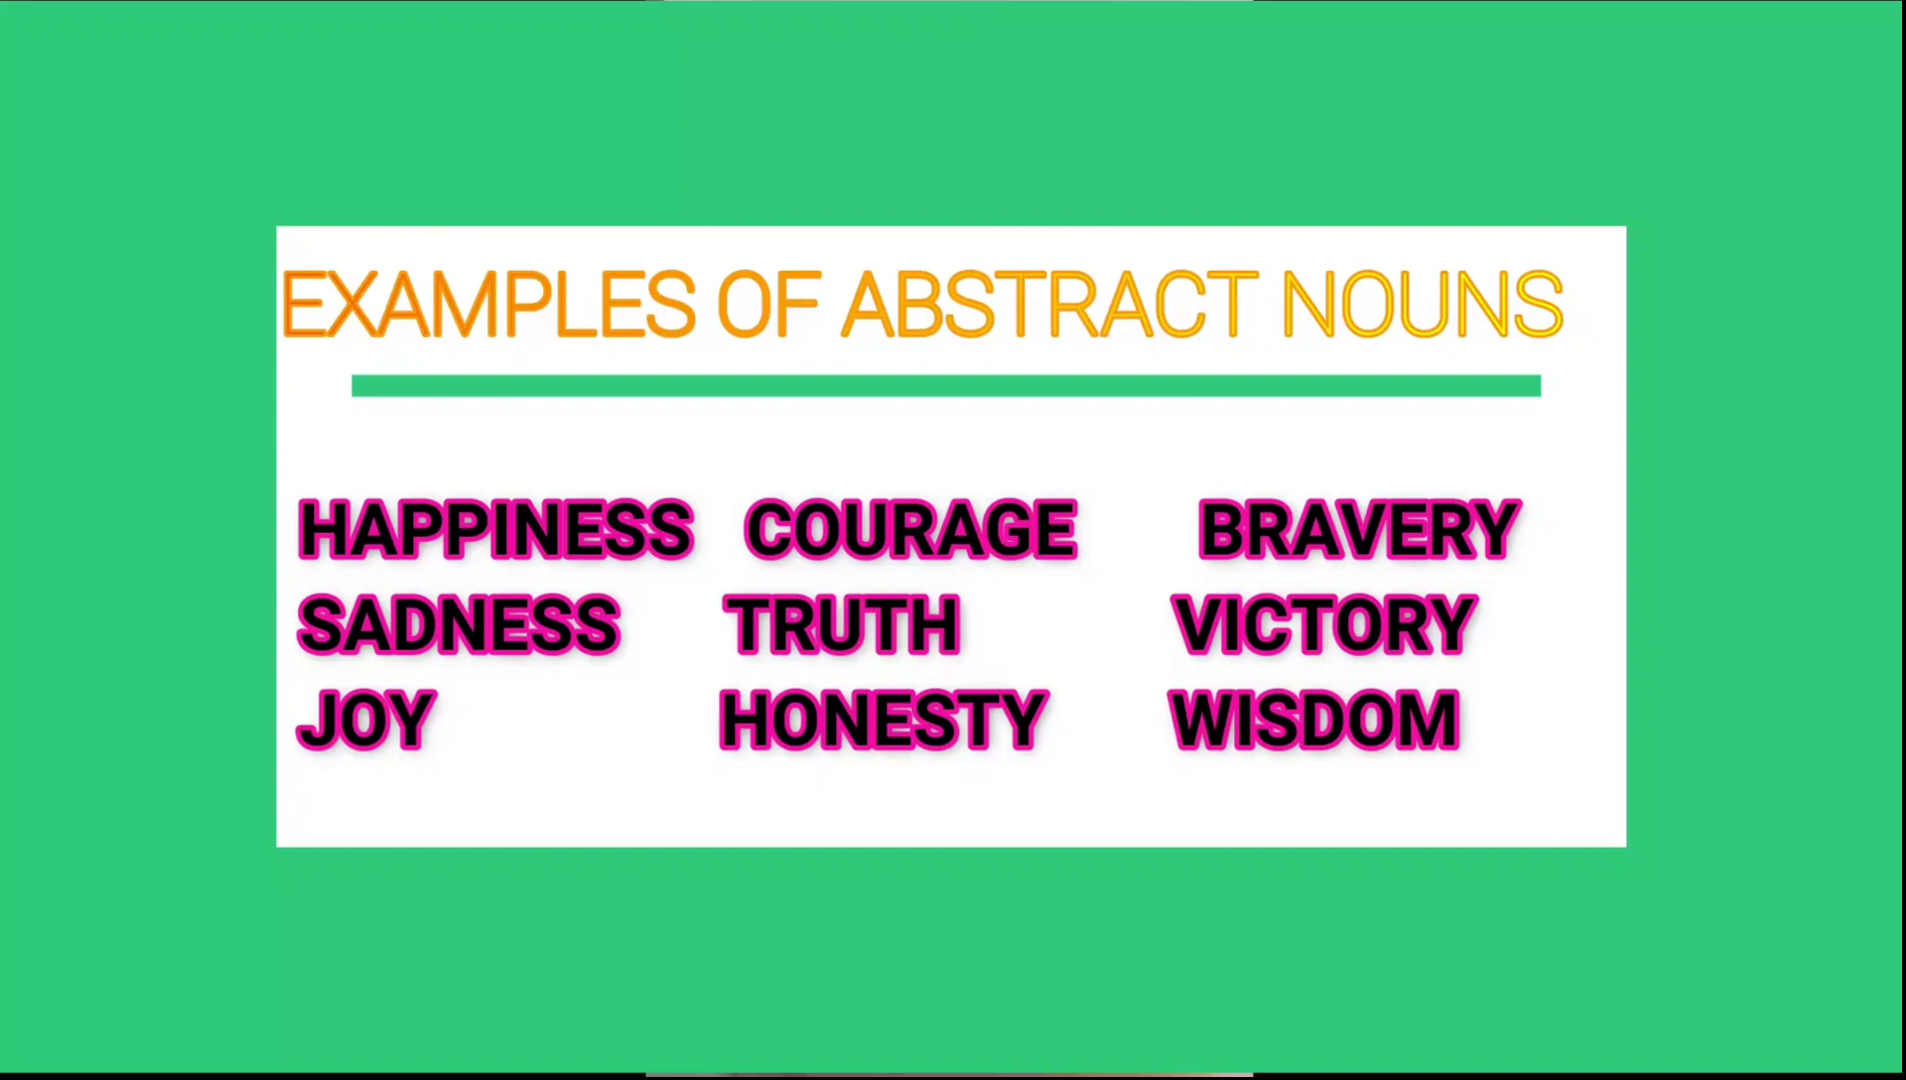 EXAMPLES OF ABSTRACT NOUNS
HAPPINESS COURAGE BRAVERY
SADNESS TRUTH VICTORY
JOY HONESTY WISDOM